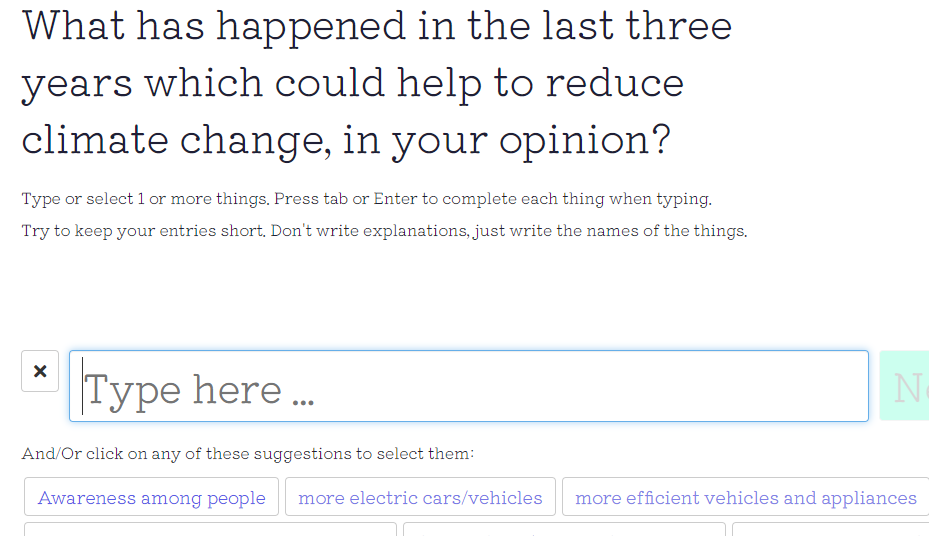 What has happened in the last three
years which could help to reduce
climate change, in your opinion?
Type or select 1 or more things. Press tab or Enter to complete each thing when typing.
Try to keep your entries short. Don't write explanations, just write the names of the things.
Type here ...
And/Or click on any of these suggestions to select them:
Awareness among people more electric cars/vehicles more efficient vehicles and appliances